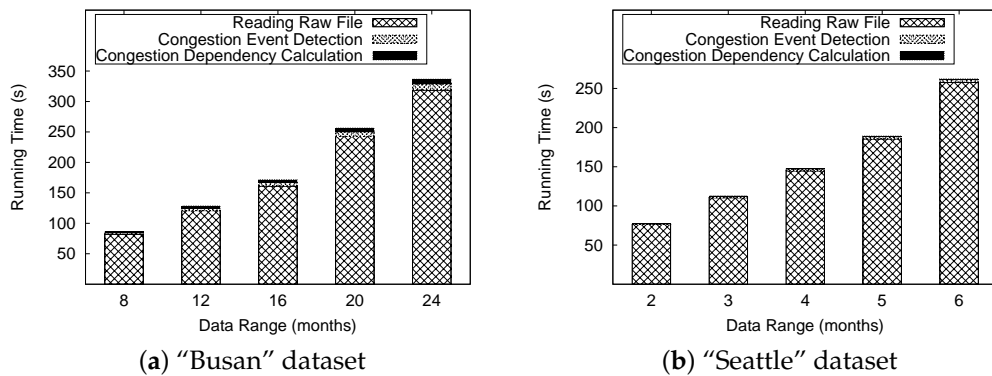 Reading Raw File
Congestion Event Detection
Congestion Dependency Calculation
350
300
250
200
150
100
50
Running Time (s)
8 12 16 20 24
Data Range (months)
(a) “Busan” dataset
Reading Raw File
Congestion Event Detection
Congestion Dependency Calculation
250
200
150
100
50
Running Time (s)
2 3 4 5 6
Data Range (months)
(b) “Seattle” dataset